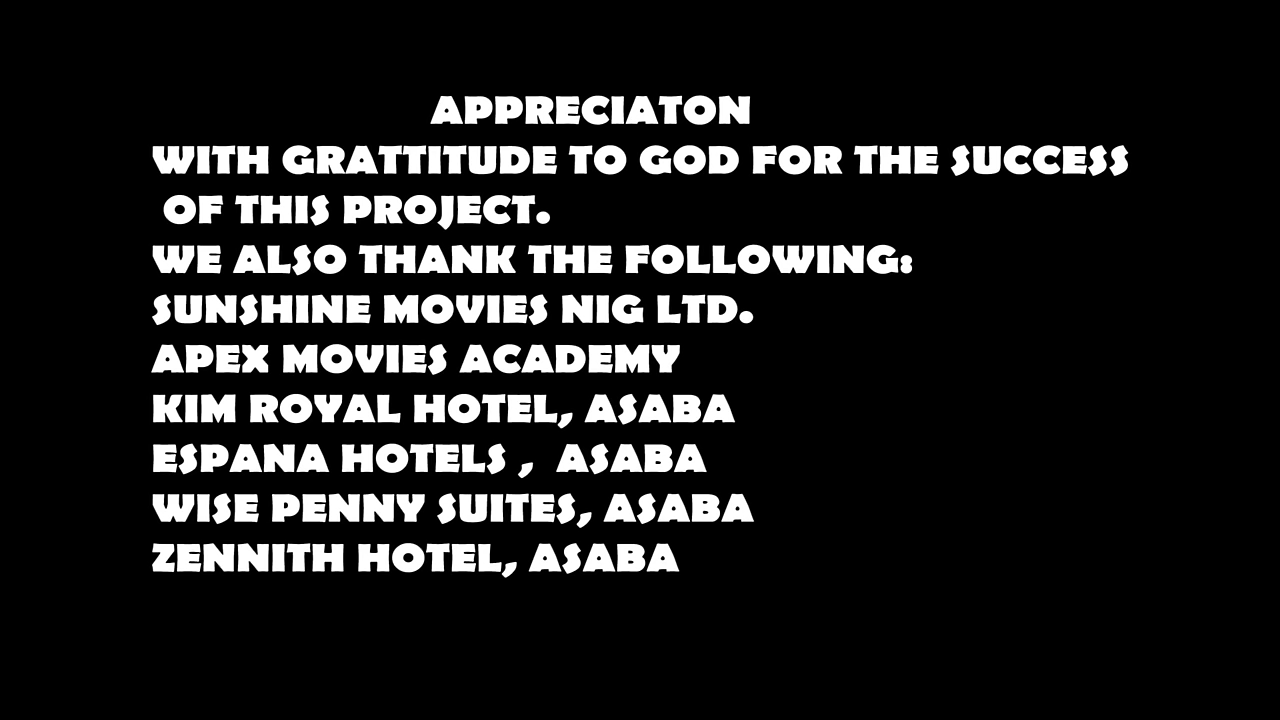 APPRECIATON
WITH GRATTITUDE TO GOD FOR THE SUCCESS
OF THIS PROJECT.
WE ALSO THANK THE FOLLOWING:
SUNSHINE MOVIES NIG LTD.
APEX MOVIES ACADEMY
KIM ROYAL HOTEL, ASABA
ESPANA HOTELS ,  ASABA
WISE PENNY SUITES, ASABA
ZENNITH HOTEL, ASABA